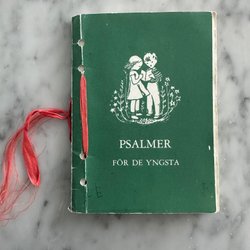 PSALMER
FÖR DE YNGSTA